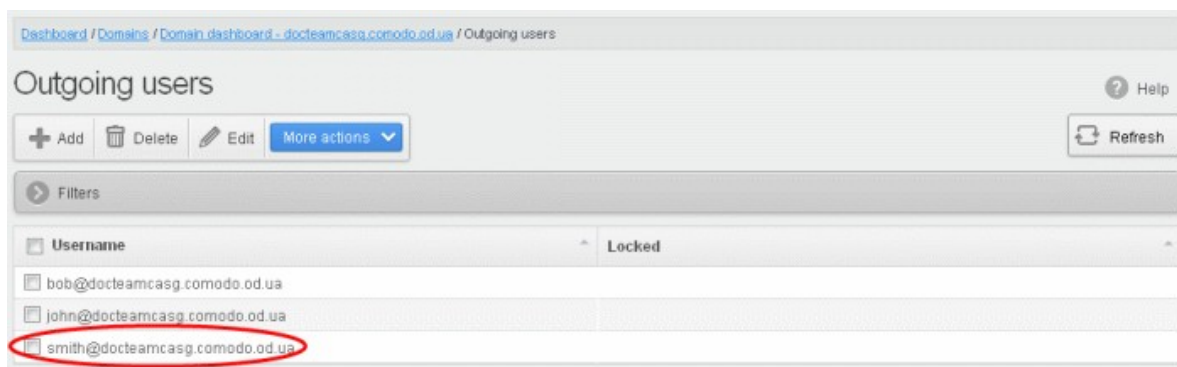 Dashboard / Domains / Domain dashboard - docteamcasg.comodo.od.ua / Outgoing users
Outgoing users
Help
Add Delete Edit More actions
Refresh
Filters
Username Locked
bob@docteamcasg.comodo.od.ua
john@docteamcasg.comodo.od.ua
smith@docteamcasg.comodo.od.ua